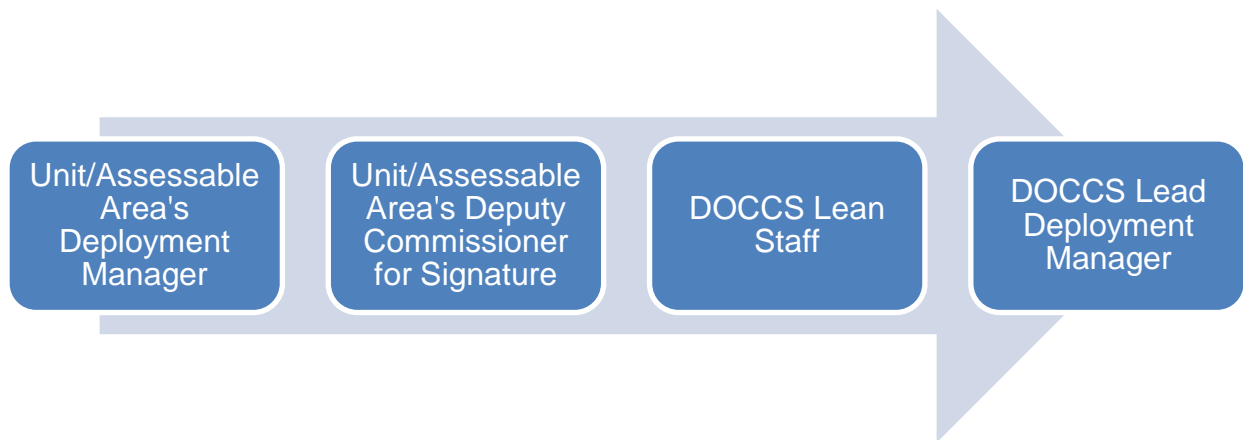 Unit/Assessable
Area's
Deployment
Manager
Unit/Assessable
Area's Deputy
Commissioner
for Signature
DOCCS Lean
Staff
DOCCS Lead
Deployment
Manager